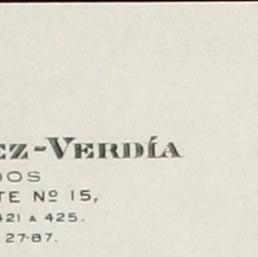 EZ-VERDÍA
DOS
TE Nº 15,
421 A 425.
27-87.